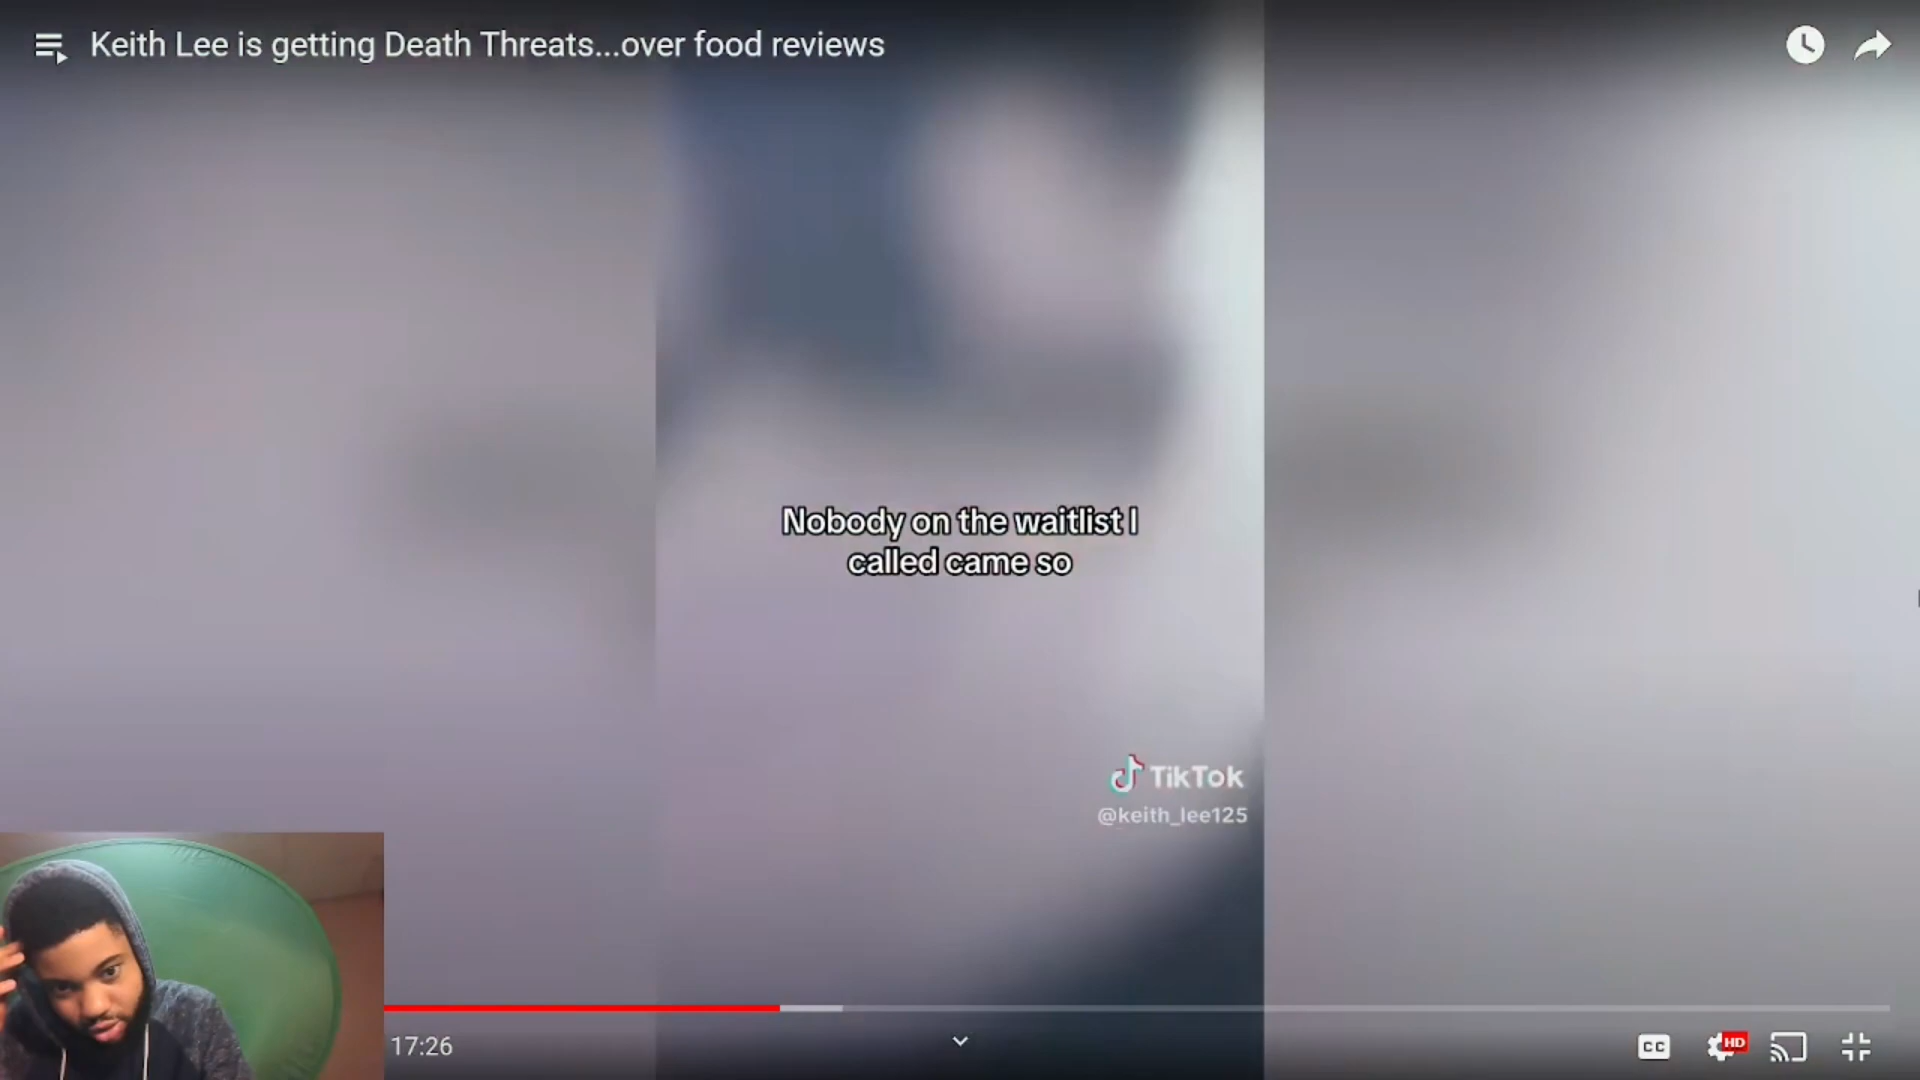 Keith Lee is getting Death Threats...over food reviews
Nobody on the waitlist I
called came so
TikTok
@keith_lee125
17:26
CC
HD